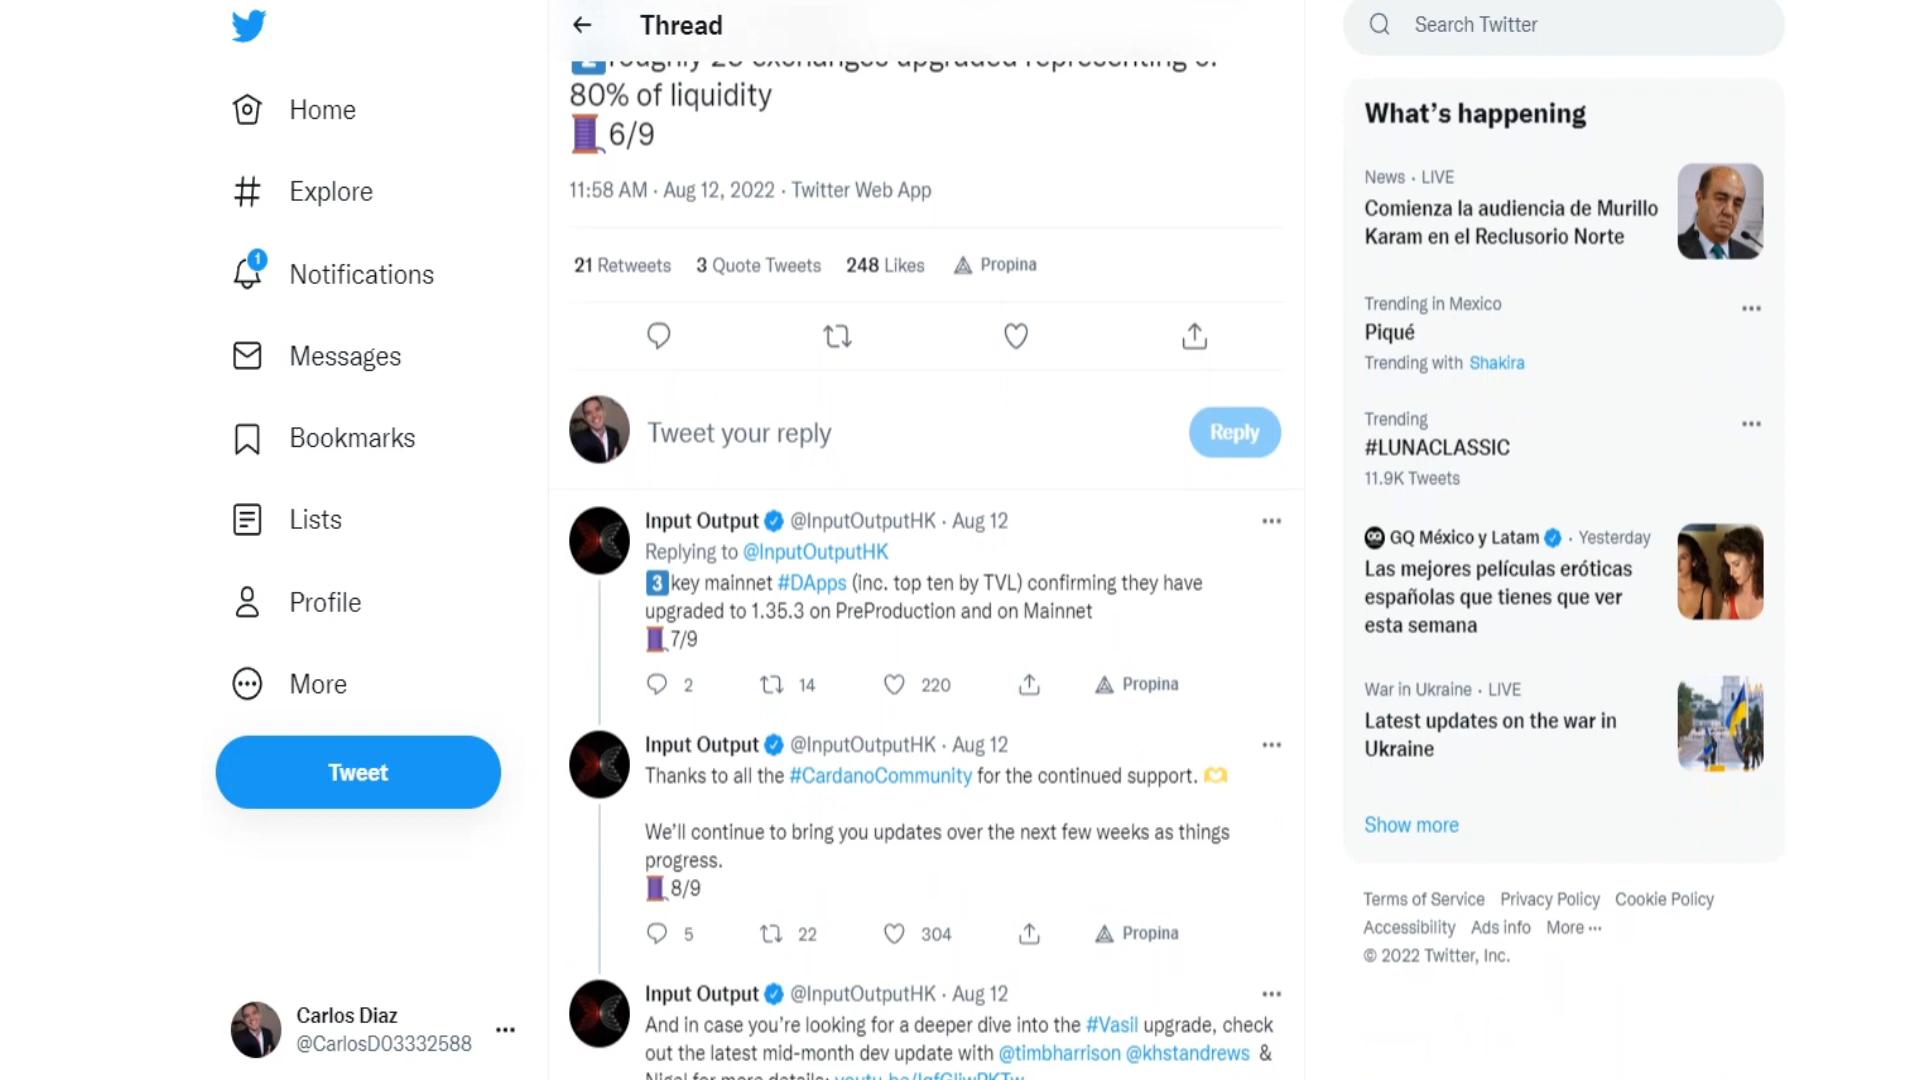 Home
Explore
1
Notifications
Messages
Bookmarks
Lists
Profile
More
Tweet
Carlos Diaz
@CarlosD03332588
Thread
2 roughly 25 exchanges upgraded representing
80% of liquidity
6/9
11:58 AM · Aug 12, 2022 · Twitter Web App
21 Retweets 3 Quote Tweets 248 Likes Propina
Tweet your reply
Reply
Input Output @InputOutputHK · Aug 12
Replying to @InputOutputHK
3 key mainnet #DApps (inc. top ten by TVL) confirming they have
upgraded to 1.35.3 on PreProduction and on Mainnet
7/9
2 14 220 Propina
Input Output @InputOutputHK · Aug 12
Thanks to all the #CardanoCommunity for the continued support.
We’ll continue to bring you updates over the next few weeks as things
progress.
8/9
5 22 304 Propina
Input Output @InputOutputHK · Aug 12
And in case you’re looking for a deeper dive into the #Vasil upgrade, check
out the latest mid-month dev update with @timbharrison @khstandrews &
Nigel for more details:
Search Twitter
What’s happening
News · LIVE
Comienza la audiencia de Murillo
Karam en el Reclusorio Norte
Trending in Mexico
Piqué
Trending with Shakira
Trending
#LUNACLASSIC
11.9K Tweets
GQ México y Latam · Yesterday
Las mejores películas eróticas
españolas que tienes que ver
esta semana
War in Ukraine · LIVE
Latest updates on the war in
Ukraine
Show more
Terms of Service Privacy Policy Cookie Policy
Accessibility Ads info More ···
© 2022 Twitter, Inc.